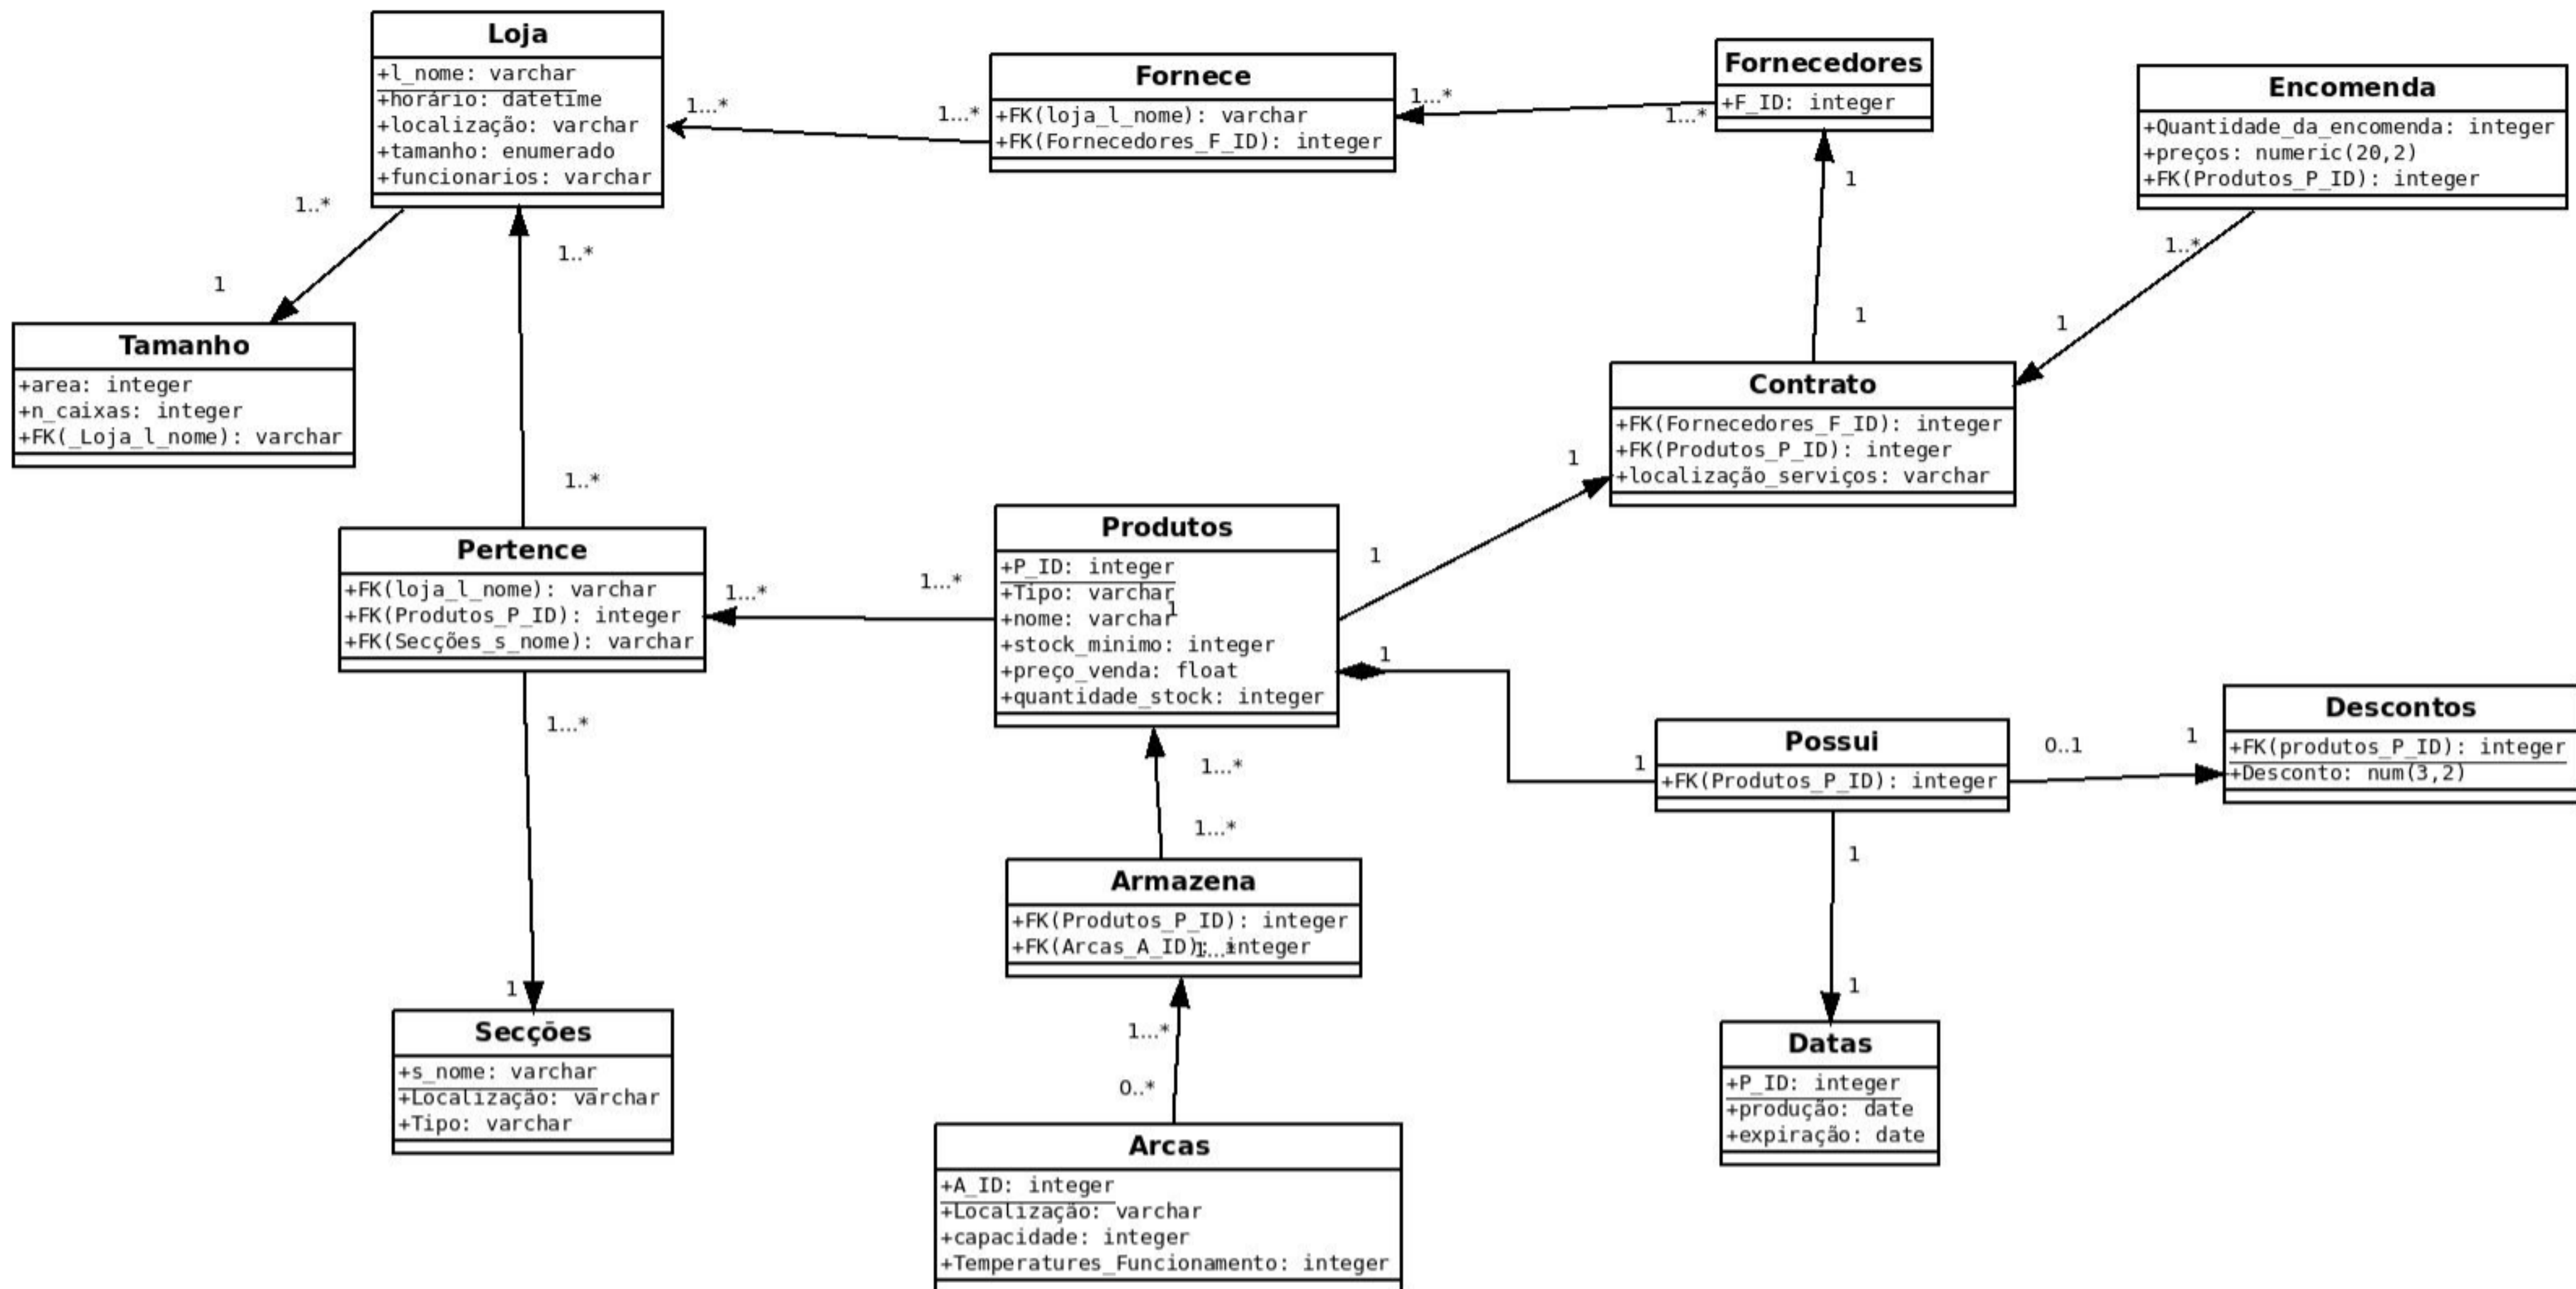 Loja
+l_nome: varchar
+horário: datetime
+localização: varchar
+tamanho: enumerado
+funcionarios: varchar
1...*
1...*
Fornece
+FK(loja_l_nome): varchar
+FK(Fornecedores_F_ID): integer
1...*
1...*
Fornecedores
+F_ID: integer
Encomenda
+Quantidade_da_encomenda: integer
+preços: numeric(20,2)
+FK(Produtos_P_ID): integer
1..*
1
1..*
1
1
1..*
1
Tamanho
+area: integer
+n_caixas: integer
+FK(_Loja_l_nome): varchar
Contrato
+FK(Fornecedores_F_ID): integer
+FK(Produtos_P_ID): integer
+localização_serviços: varchar
1..*
1
1
Pertence
+FK(loja_l_nome): varchar
+FK(Produtos_P_ID): integer
+FK(Secções_s_nome): varchar
1...*
1...*
Produtos
+P_ID: integer
+Tipo: varchar
1
+nome: varchar
+stock_minimo: integer
+preço_venda: float
+quantidade_stock: integer
1
1
Possui
+FK(Produtos_P_ID): integer
0..1
1
Descontos
+FK(produtos_P_ID): integer
+Desconto: num(3,2)
1...*
1...*
1...*
Armazena
+FK(Produtos_P_ID): integer
+FK(Arcas_A_ID): integer
1...*
1
1
1
Secções
+s_nome: varchar
+Localização: varchar
+Tipo: varchar
1...*
0..*
Datas
+P_ID: integer
+produção: date
+expiração: date
Arcas
+A_ID: integer
+Localização: varchar
+capacidade: integer
+Temperatures_Funcionamento: integer